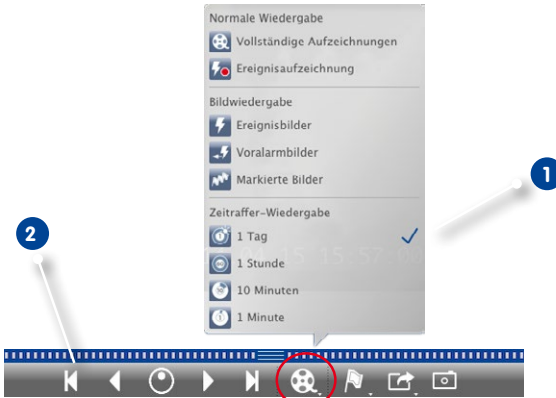 Normale Wiedergabe
Vollständige Aufzeichnungen
Ereignisaufzeichnung
Bildwiedergabe
Ereignisbilder
Voralarmbilder
Markierte Bilder
Zeitraffer-Wiedergabe
1 Tag
1 Stunde
10 Minuten
1 Minute
1
2